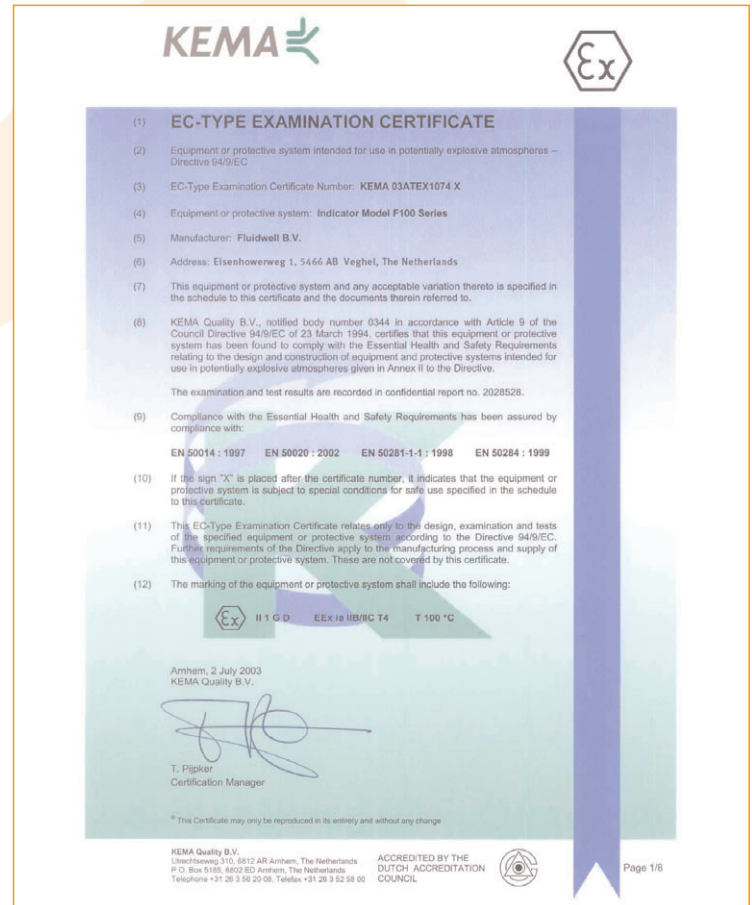 KEMA
Ex
(1) EC-TYPE EXAMINATION CERTIFICATE
(2) Equipment or protective system intended for use in potentially explosive atmospheres –
Directive 94/9/EC
(3) EC-Type Examination Certificate Number: KEMA 03ATEX1074 X
(4) Equipment or protective system: Indicator Model F100 Series
(5) Manufacturer: Fluidwell B.V.
(6) Address: Eisenhowerweg 1, 5466 AB Veghel, The Netherlands
(7) This equipment or protective system and any acceptable variation thereto is specified in
the schedule to this certificate and the documents therein referred to.
(8) KEMA Quality B.V., notified body number 0344 in accordance with Article 9 of the
Council Directive 94/9/EC of 23 March 1994, certifies that this equipment or protective
system has been found to comply with the Essential Health and Safety Requirements
relating to the design and construction of equipment and protective systems intended for
use in potentially explosive atmospheres given in Annex II to the Directive.
The examination and test results are recorded in confidential report no. 2028528.
(9) Compliance with the Essential Health and Safety Requirements has been assured by
compliance with:
EN 50014 : 1997 EN 50020 : 2002 EN 50281-1-1 : 1998 EN 50284 : 1999
(10) If the sign "X" is placed after the certificate number, it indicates that the equipment or
protective system is subject to special conditions for safe use specified in the schedule
to this certificate.
(11) This EC-Type Examination Certificate relates only to the design, examination and tests
of the specified equipment or protective system according to the Directive 94/9/EC.
Further requirements of the Directive apply to the manufacturing process and supply of
this equipment or protective system. These are not covered by this certificate.
(12) The marking of the equipment or protective system shall include the following:
Ex II 1 G D EEx ia IIB/IIC T4 T 100 °C
Arnhem, 2 July 2003
KEMA Quality B.V.
T. Pijpker
Certification Manager
® This Certificate may only be reproduced in its entirety and without any change
KEMA Quality B.V.
Utrechtseweg 310, 6812 AR Arnhem, The Netherlands
P.O. Box 5185, 6802 ED Arnhem, The Netherlands
Telephone +31 26 3 56 20 08, Telefax +31 26 3 52 58 00
ACCREDITED BY THE
DUTCH ACCREDITATION
COUNCIL
Page 1/8